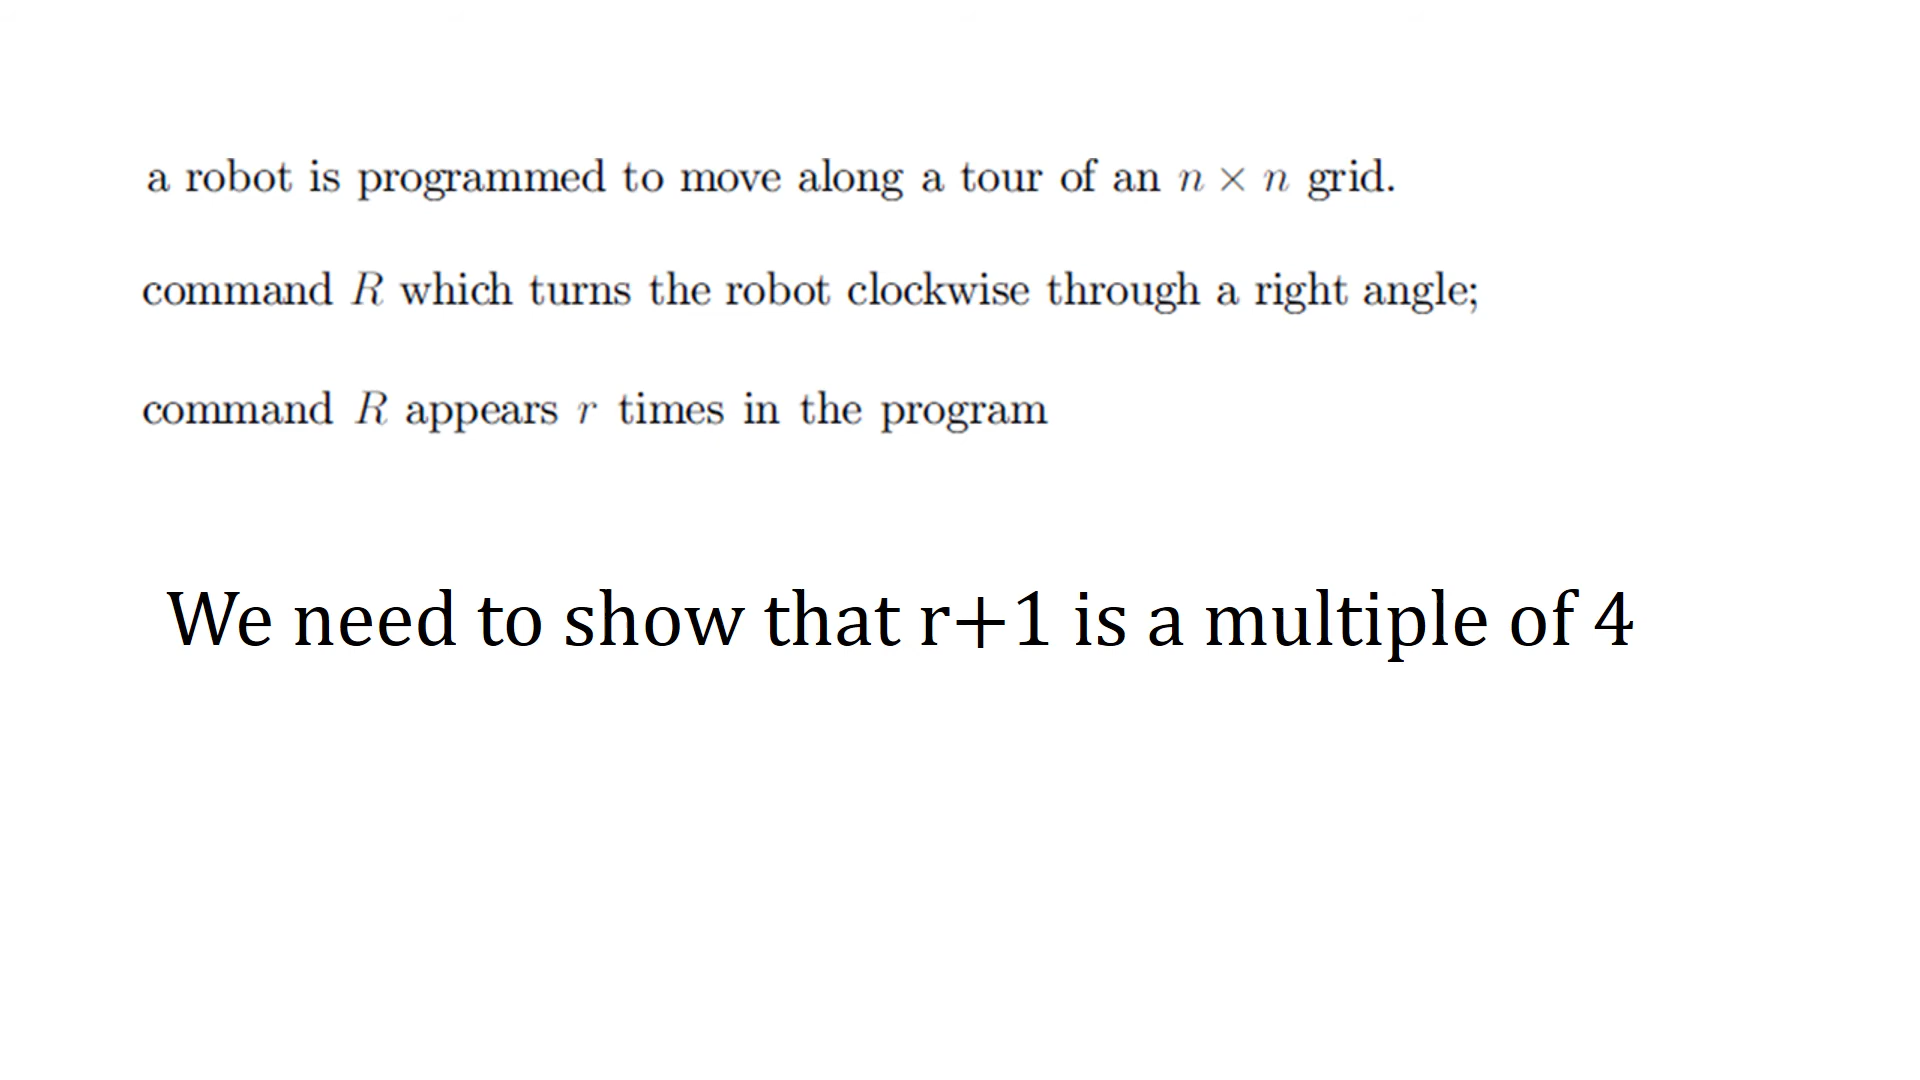 a robot is programmed to move along a tour of an n × n grid.
command R which turns the robot clockwise through a right angle;
command R appears r times in the program
We need to show that r+1 is a multiple of 4